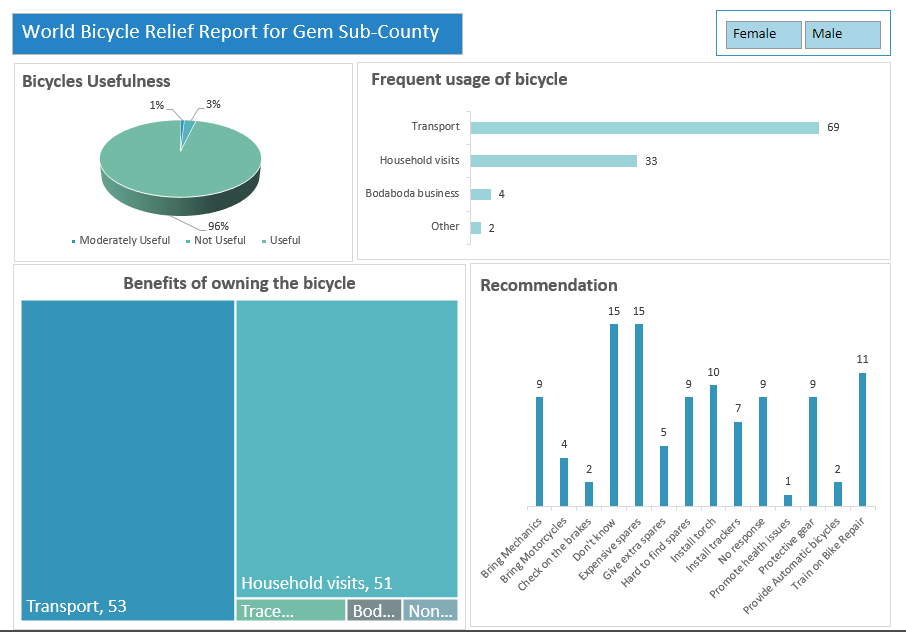 World Bicycle Relief Report for Gem Sub-County
Female
Male
Bicycles Usefulness
1%
3%
96%
Moderately Useful
Not Useful
Useful
Frequent usage of bicycle
Transport
69
Household visits
33
Bodaboda business
4
Other
2
Benefits of owning the bicycle
Transport, 53
Household visits, 51
Trace...
Bod...
Non...
Recommendation
9
4
2
15
15
5
9
10
7
9
1
9
2
11
Bring Mechanics
Bring Motorcycles
Check on the brakes
Don't know
Expensive spares
Give extra spares
Hard to find spares
Install torch
Install trackers
No response
Promote health issues
Protective gear
Provide Automatic bicycles
Train on Bike Repair